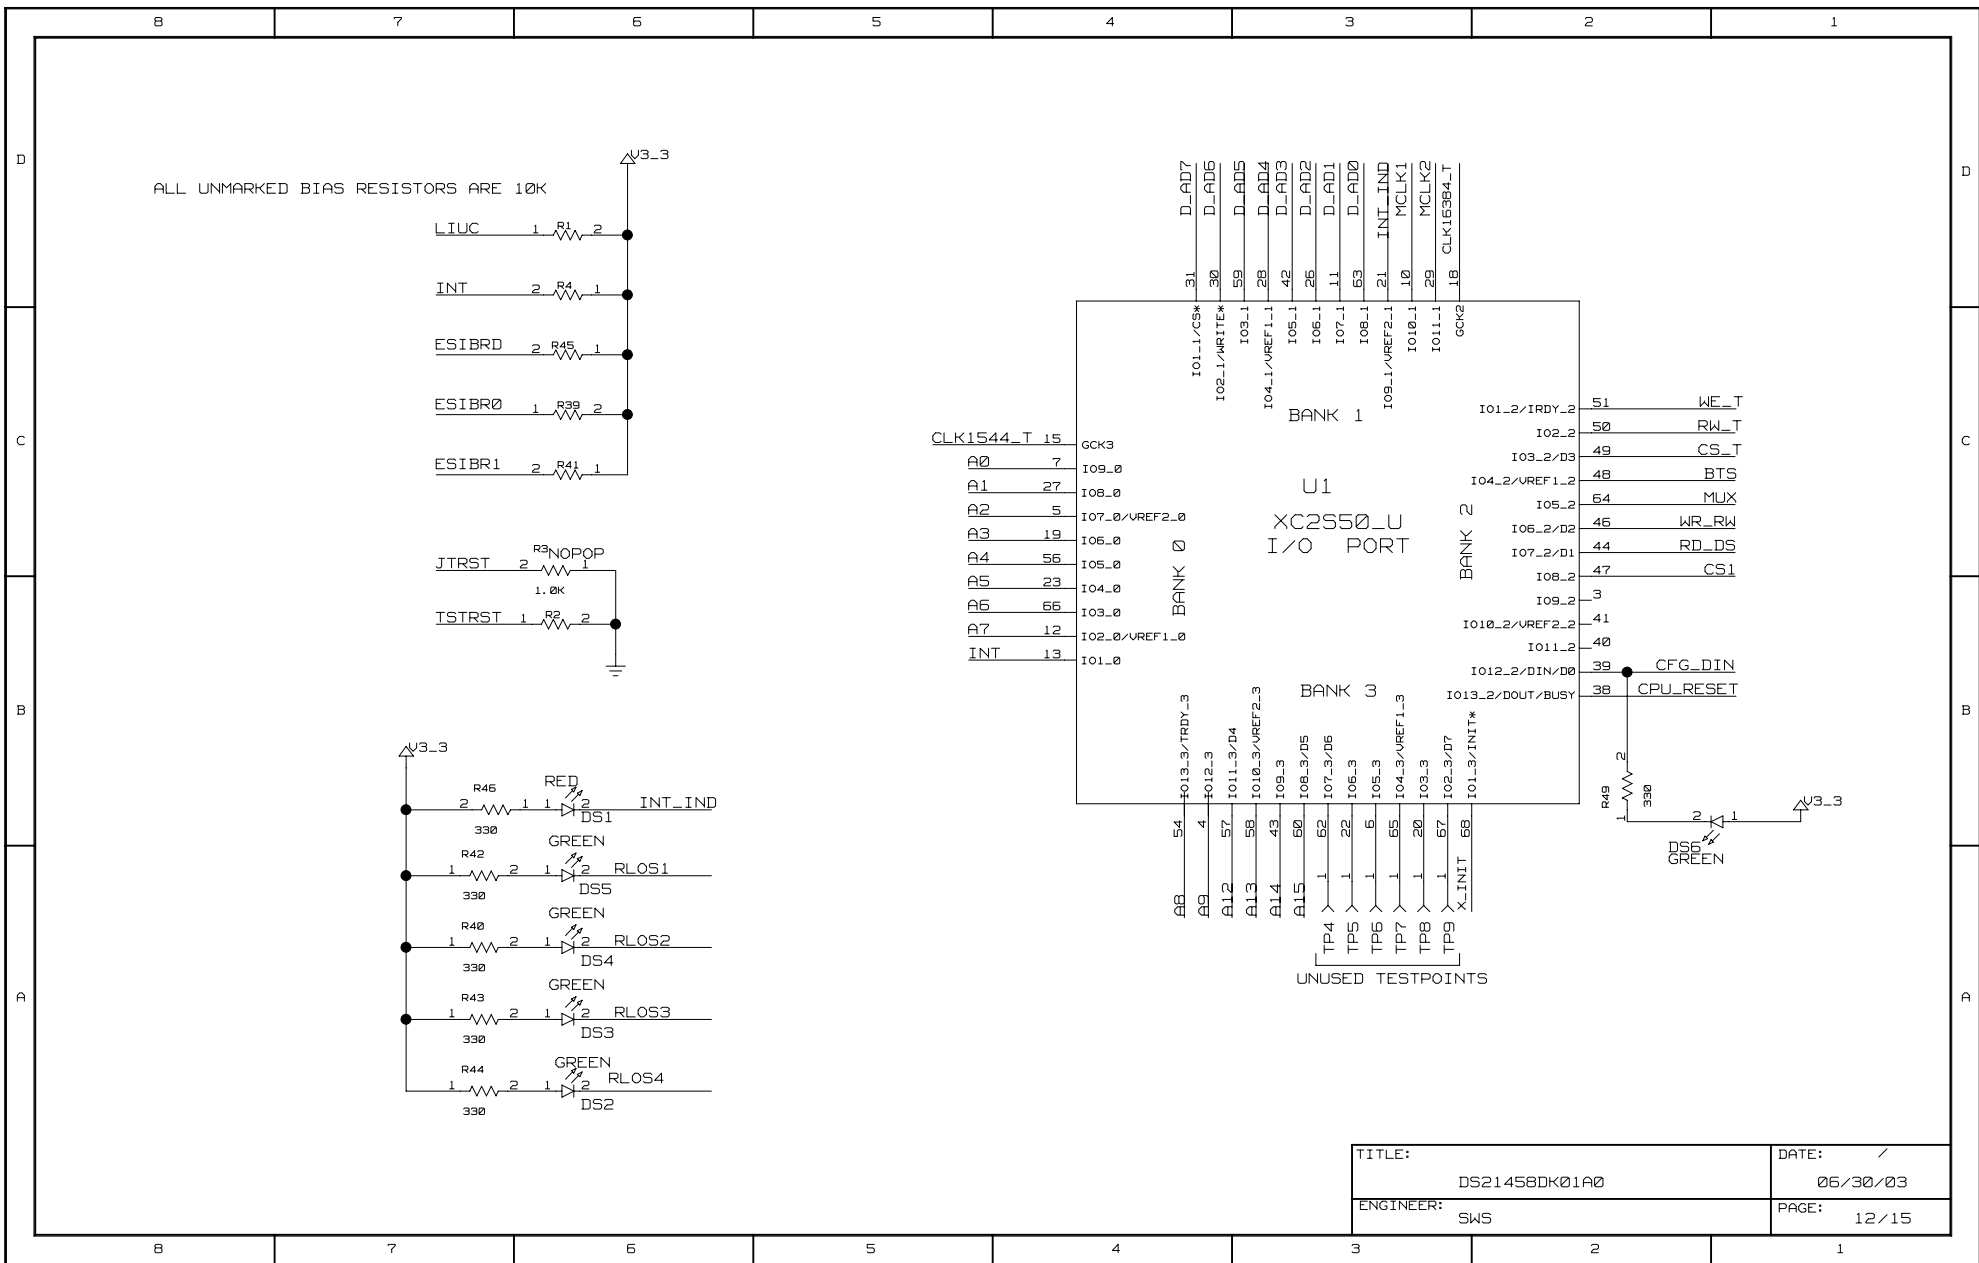 8 7 6 5 4 3 2 1
D
C
B
A
D
C
B
A
ALL UNMARKED BIAS RESISTORS ARE 10K
V3_3
LIUC 1 R1 2
INT 2 R4 1
ESIBRD 2 R45 1
ESIBR0 1 R39 2
ESIBR1 2 R41 1
JTRST 2 R3 NOPOP 1
1.0K
TSTRST 1 R2 2
V3_3
R46 RED
2 1 1 2 INT_IND
330 DS1
R42 GREEN
1 2 1 2 RLOS1
330 DS5
R40 GREEN
1 2 1 2 RLOS2
330 DS4
R43 GREEN
1 2 1 2 RLOS3
330 DS3
R44 GREEN
1 2 1 2 RLOS4
330 DS2
D_AD7 31 IO1_1/CS*
D_AD6 30 IO2_1/WRITE*
D_AD5 59 IO3_1
D_AD4 28 IO4_1/VREF1_1
D_AD3 42 IO5_1
D_AD2 26 IO6_1
D_AD1 11 IO7_1
D_AD0 63 IO8_1
INT_IND 21 IO9_1/VREF2_1
MCLK1 10 IO10_1
MCLK2 29 IO11_1
CLK16384_T 18 GCK2
BANK 1
CLK1544_T 15 GCK3
A0 7 IO9_0
A1 27 IO8_0
A2 5 IO7_0/VREF2_0
A3 19 IO6_0
A4 56 IO5_0
A5 23 IO4_0
A6 66 IO3_0
A7 12 IO2_0/VREF1_0
INT 13 IO1_0
BANK 0
U1
XC2S50_U
I/O PORT
BANK 2
IO1_2/IRDY_2 51 WE_T
IO2_2 50 RW_T
IO3_2/D3 49 CS_T
IO4_2/VREF1_2 48 BTS
IO5_2 64 MUX
IO6_2/D2 46 WR_RW
IO7_2/D1 44 RD_DS
IO8_2 47 CS1
IO9_2 3
IO10_2/VREF2_2 41
IO11_2 40
IO12_2/DIN/D0 39 CFG_DIN
IO13_2/DOUT/BUSY 38 CPU_RESET
BANK 3
IO13_3/TRDY_3 54 A8
IO12_3 4 A9
IO11_3/D4 57 A12
IO10_3/VREF2_3 58 A13
IO9_3 43 A14
IO8_3/D5 60 A15
IO7_3/D6 62 1 TP4
IO6_3 22 1 TP5
IO5_3 6 1 TP6
IO4_3/VREF1_3 65 1 TP7
IO3_3 20 1 TP8
IO2_3/D7 67 1 TP9
IO1_3/INIT* 68 X_INIT
UNUSED TESTPOINTS
2 R49 330 1
2 1 V3_3
DS6
GREEN
TITLE:
DS21458DK01A0
DATE: /
06/30/03
ENGINEER:
SWS
PAGE:
12/15
8 7 6 5 4 3 2 1